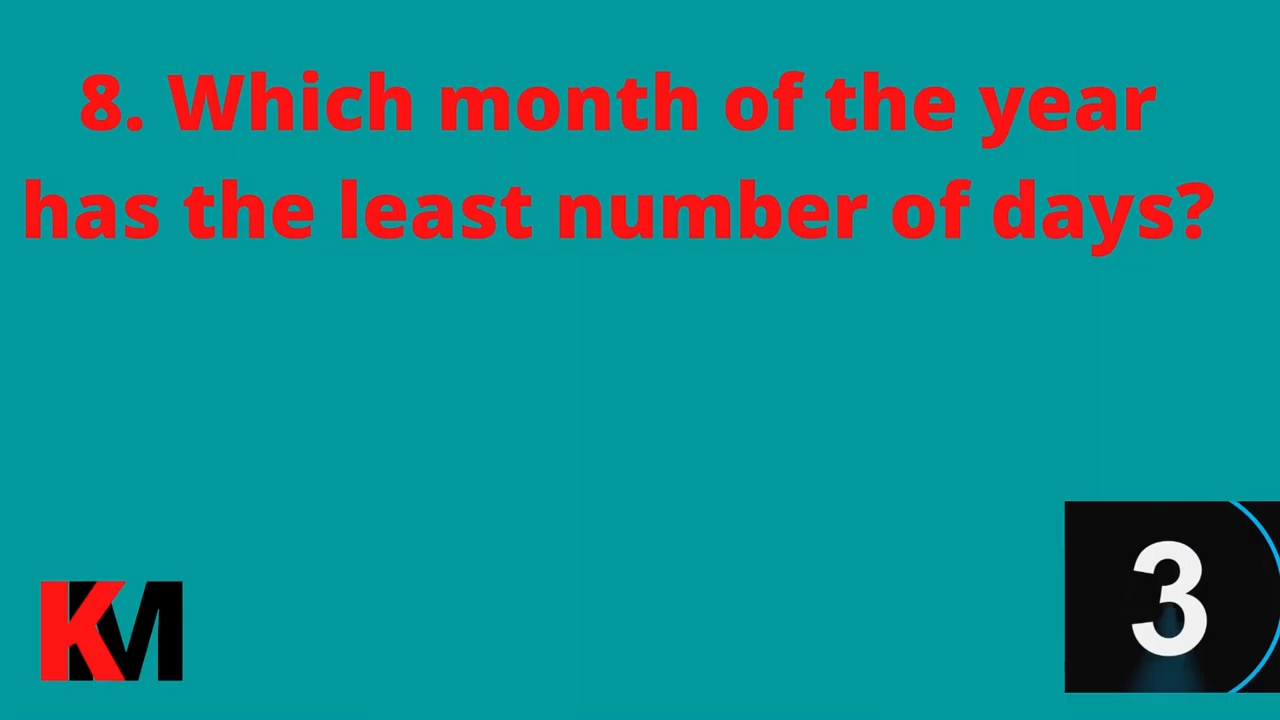 8. Which month of the year
has the least number of days?
KM
3